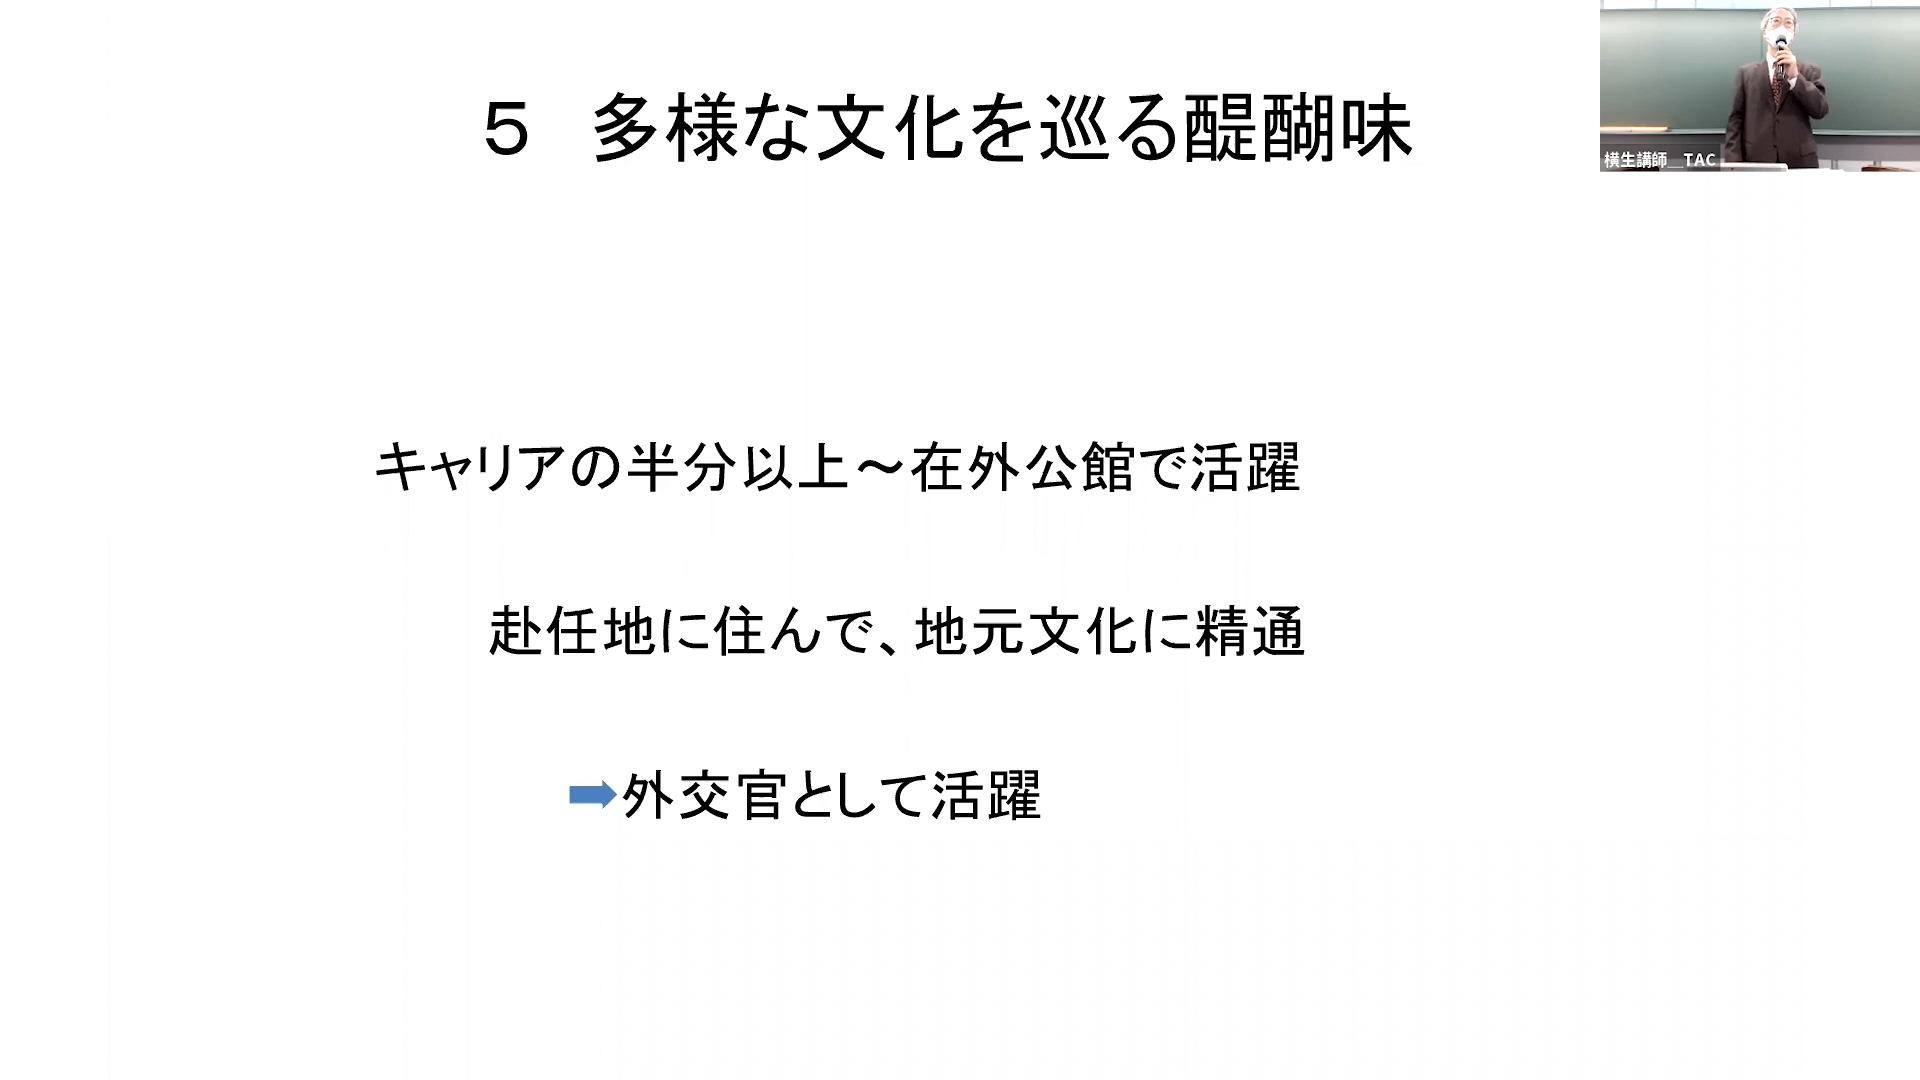 ５　多様な文化を巡る醍醐味
横生講師＿TAC
キャリアの半分以上～在外公館で活躍
赴任地に住んで、地元文化に精通
➡外交官として活躍